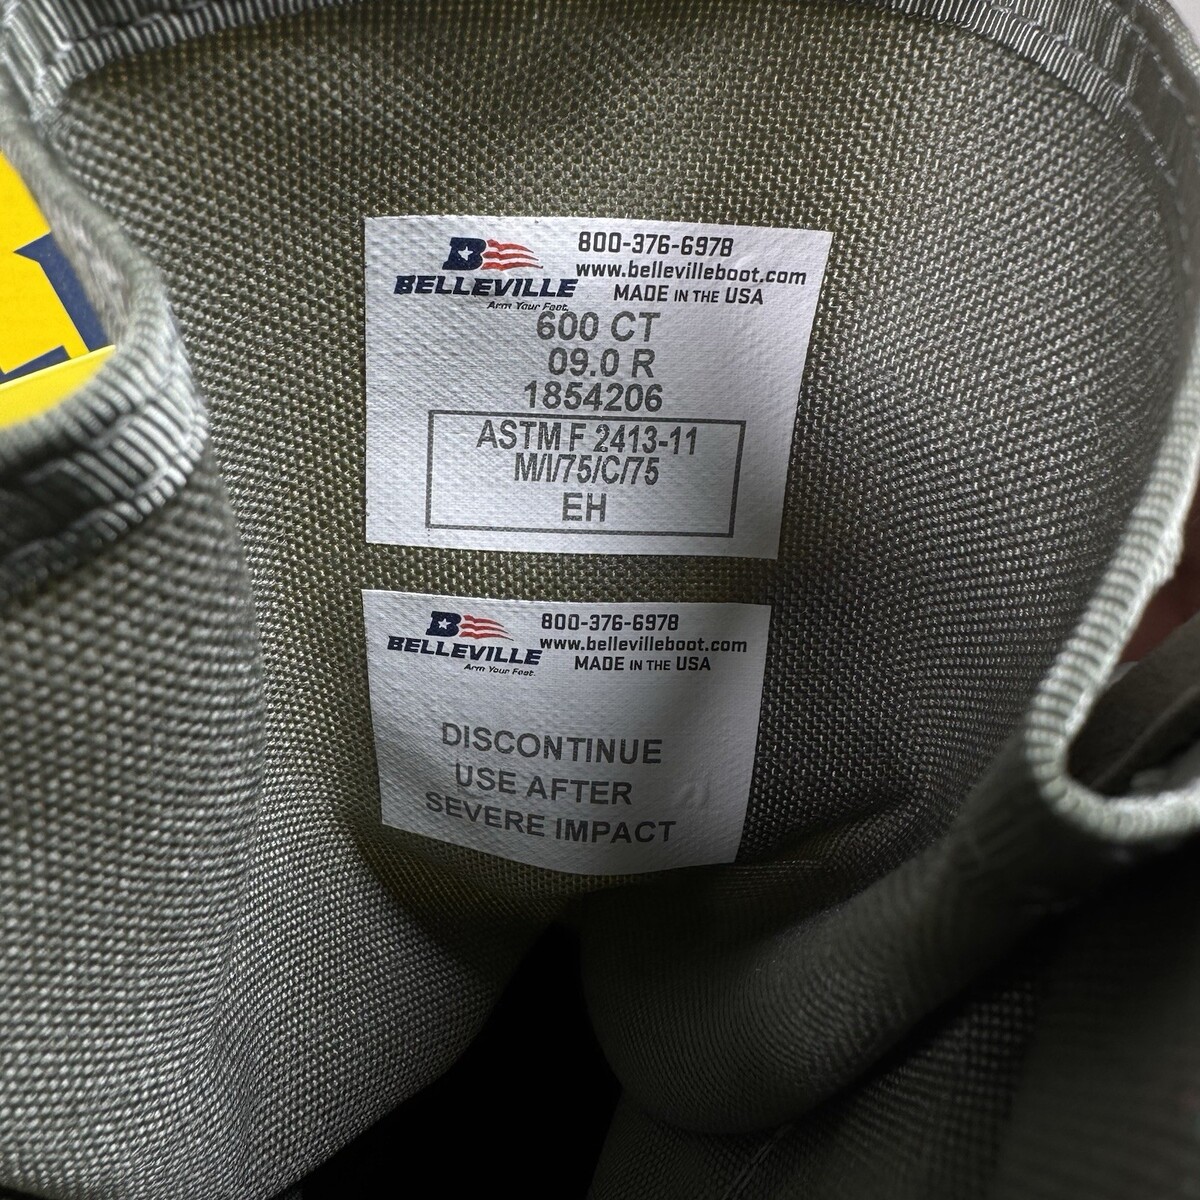 800-376-6978
www.bellevilleboot.com
BELLEVILLE
MADE IN THE USA
Arm Your Feet.
600 CT
09.0 R
1854206
ASTM F 2413-11
M/I/75/C/75
EH
800-376-6978
www.bellevilleboot.com
BELLEVILLE
MADE IN THE USA
Arm Your Feet.
DISCONTINUE
USE AFTER
SEVERE IMPACT